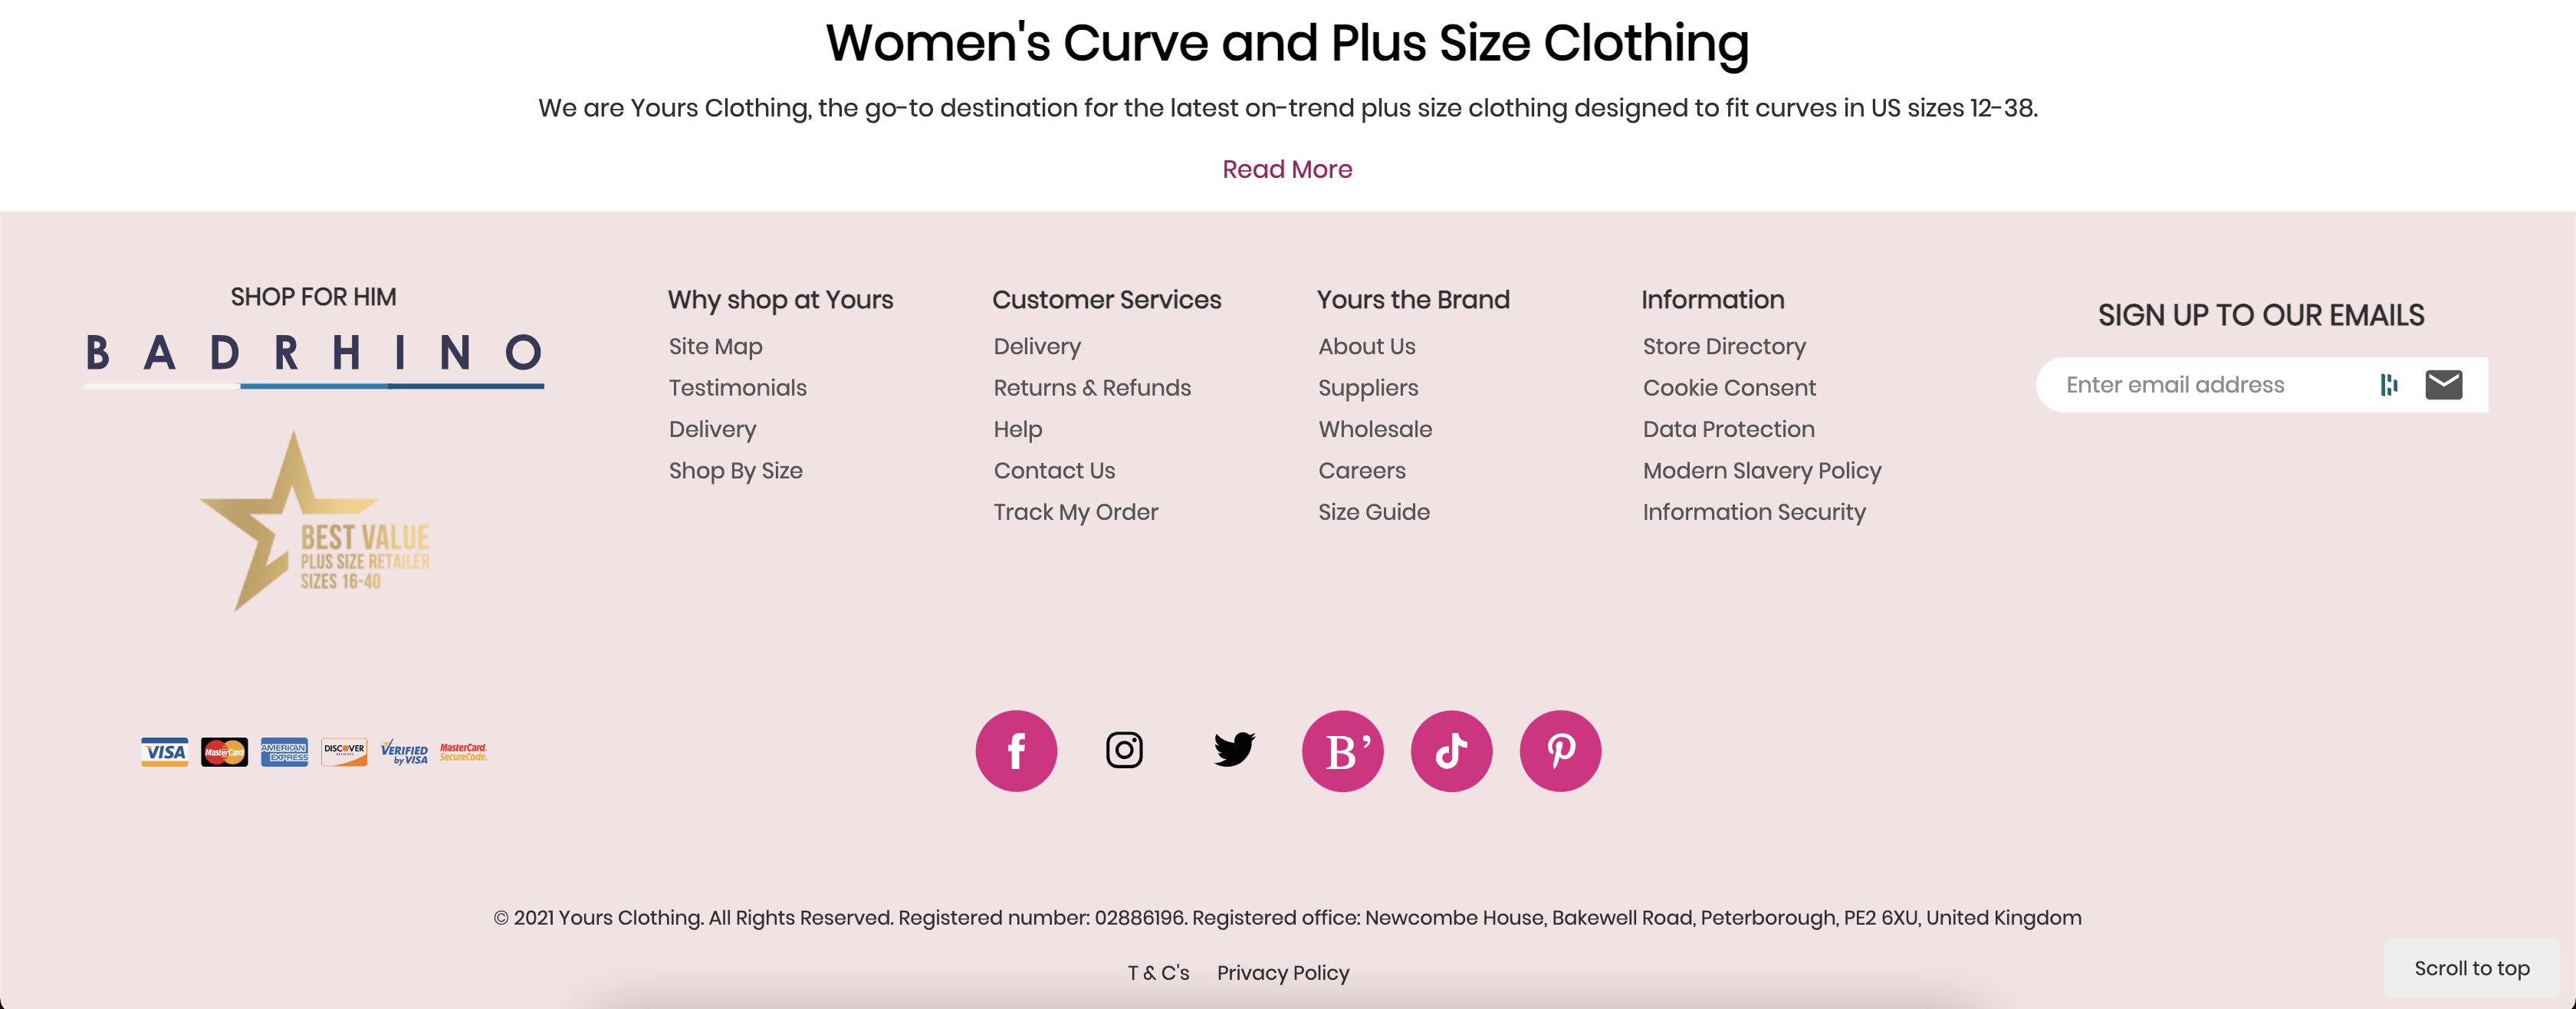 Women's Curve and Plus Size Clothing
We are Yours Clothing, the go-to destination for the latest on-trend plus size clothing designed to fit curves in US sizes 12-38.
Read More
SHOP FOR HIM
BADRHINO
BEST VALUE
PLUS SIZE RETAILER
SIZES 16-40
Why shop at Yours
Site Map
Testimonials
Delivery
Shop By Size
Customer Services
Delivery
Returns & Refunds
Help
Contact Us
Track My Order
Yours the Brand
About Us
Suppliers
Wholesale
Careers
Size Guide
Information
Store Directory
Cookie Consent
Data Protection
Modern Slavery Policy
Information Security
SIGN UP TO OUR EMAILS
Enter email address
VISA
MasterCard
AMERICAN
EXPRESS
DISCOVER
NETWORK
VERIFIED
by VISA
MasterCard.
SecureCode.
B’
© 2021 Yours Clothing. All Rights Reserved. Registered number: 02886196. Registered office: Newcombe House, Bakewell Road, Peterborough, PE2 6XU, United Kingdom
T & C's Privacy Policy
Scroll to top